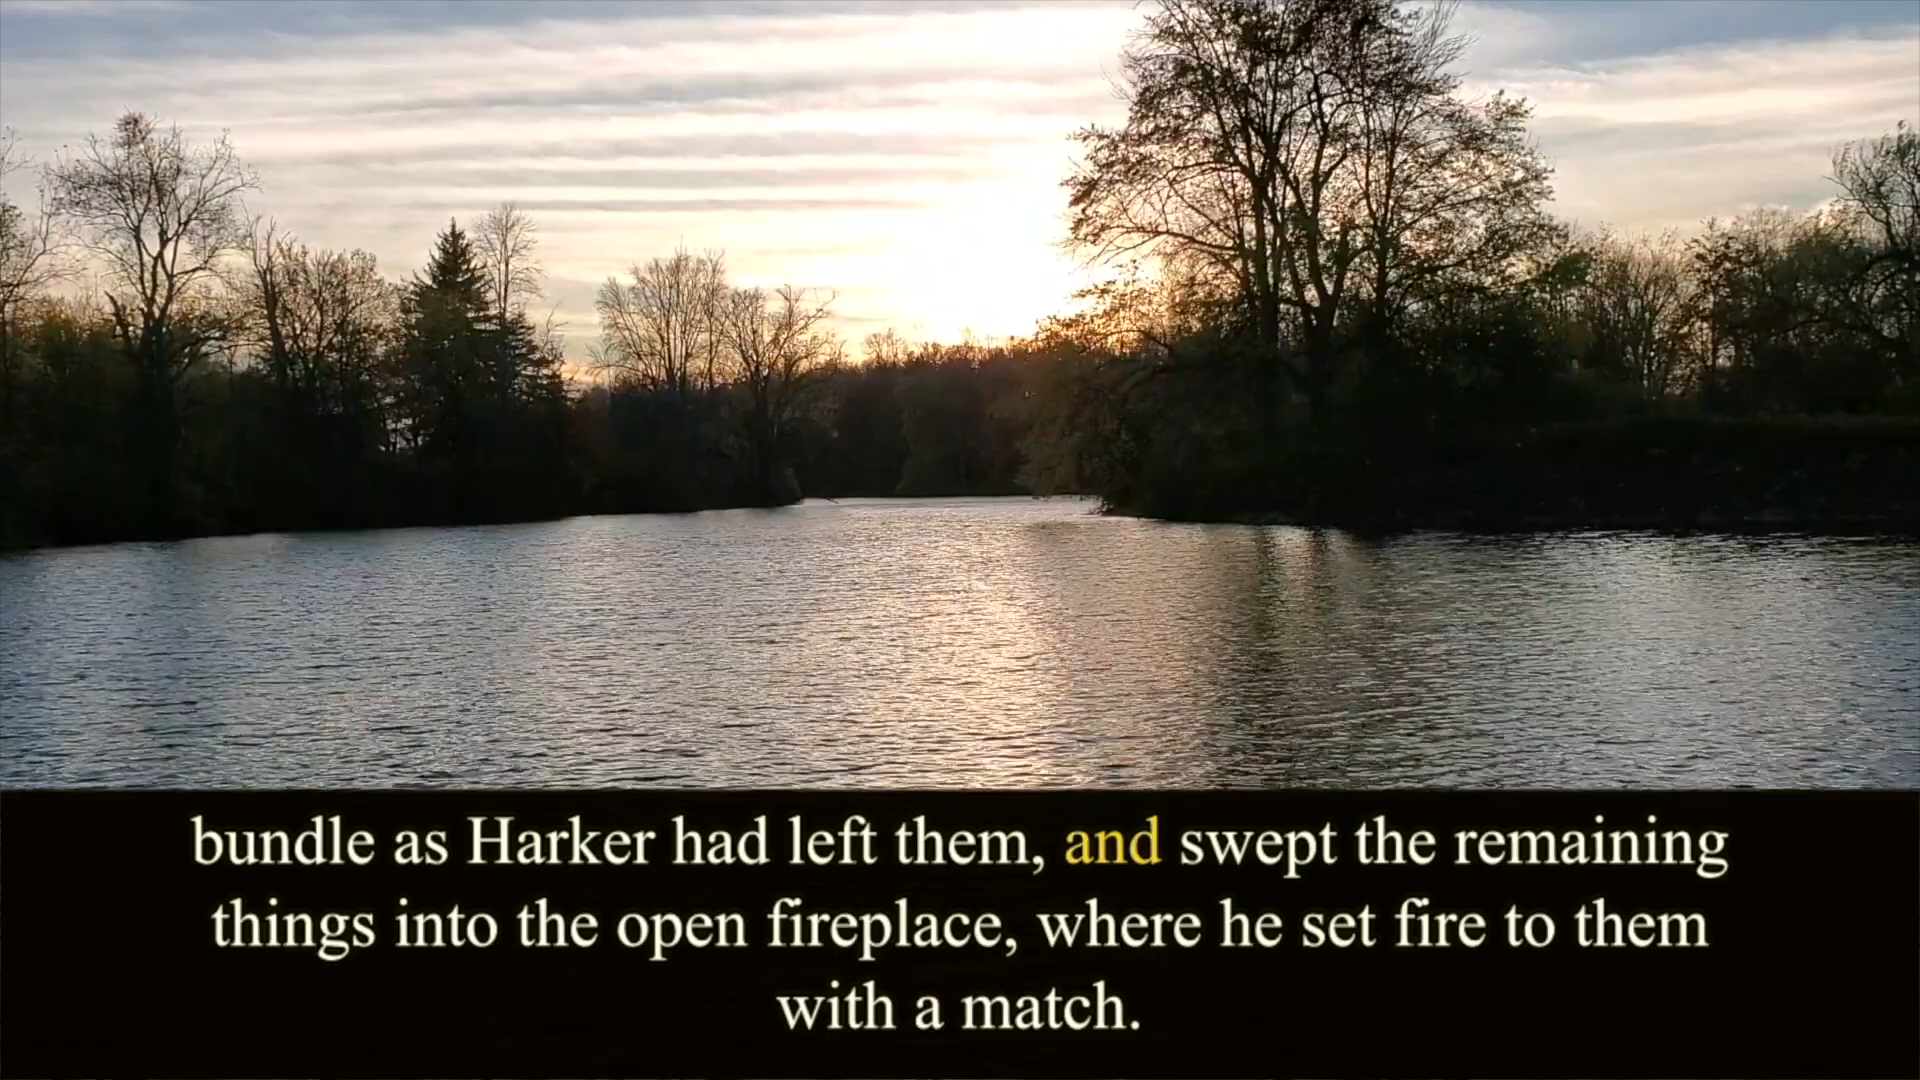 bundle as Harker had left them, and swept the remaining
things into the open fireplace, where he set fire to them
with a match.